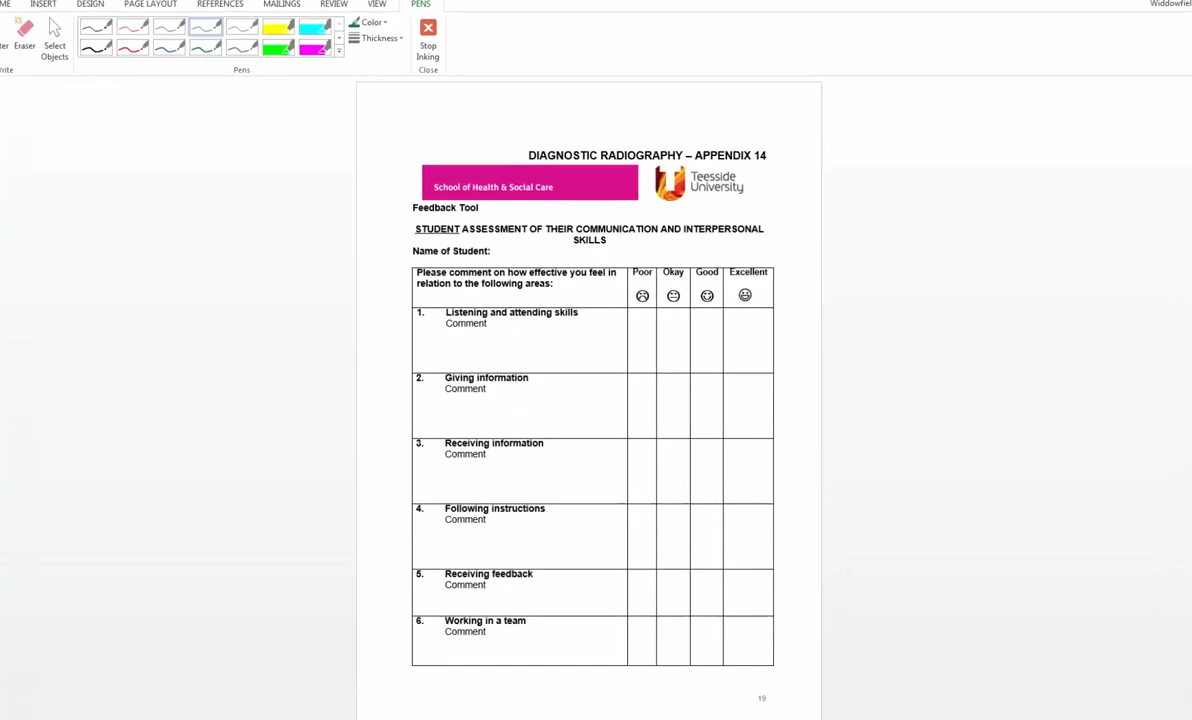 ME INSERT DESIGN PAGE LAYOUT REFERENCES MAILINGS REVIEW VIEW PENS
Eraser
Select
Objects
Color
Thickness
Stop
Inking
Pens
Close
DIAGNOSTIC RADIOGRAPHY – APPENDIX 14
School of Health & Social Care
Teesside
University
Feedback Tool
STUDENT ASSESSMENT OF THEIR COMMUNICATION AND INTERPERSONAL
SKILLS
Name of Student:
Please comment on how effective you feel in
relation to the following areas:
Poor Okay Good Excellent
1. Listening and attending skills
Comment
2. Giving information
Comment
3. Receiving information
Comment
4. Following instructions
Comment
5. Receiving feedback
Comment
6. Working in a team
Comment
19